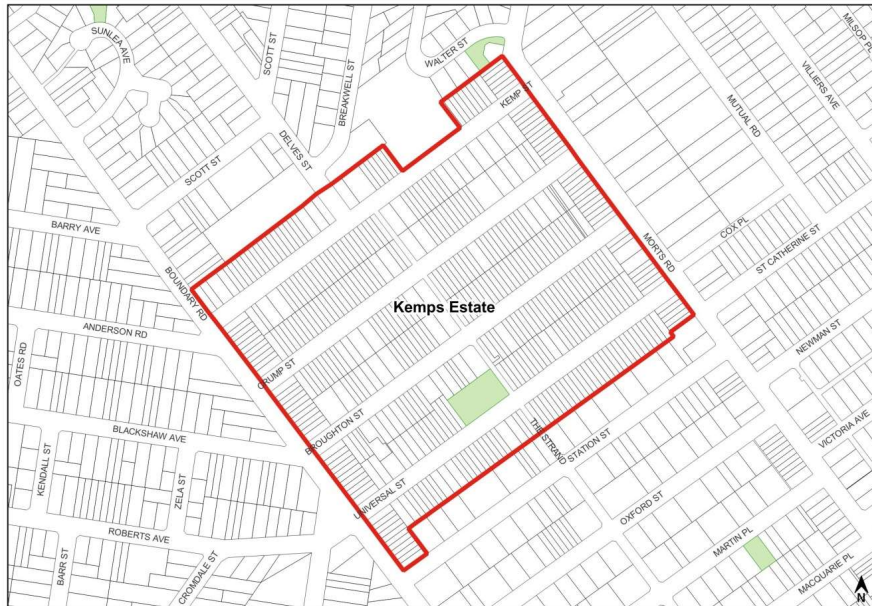 SUNLEA AVE
SCOTT ST
BREAKWELL ST
WALTER ST
MILSOP PL
VILLIERS AVE
MUTUAL RD
KEMP ST
DELVES ST
SCOTT ST
BARRY AVE
BOUNDARY RD
COX PL
ST CATHERINE ST
MORTS RD
Kemps Estate
ANDERSON RD
OATES RD
NEWMAN ST
CRUMP ST
BROUGHTON ST
BLACKSHAW AVE
THE STRAND
STATION ST
VICTORIA AVE
KENDALL ST
ZELA ST
UNIVERSAL ST
OXFORD ST
ROBERTS AVE
MARTIN PL
BARR ST
CROMDALE ST
MACQUARIE PL
N